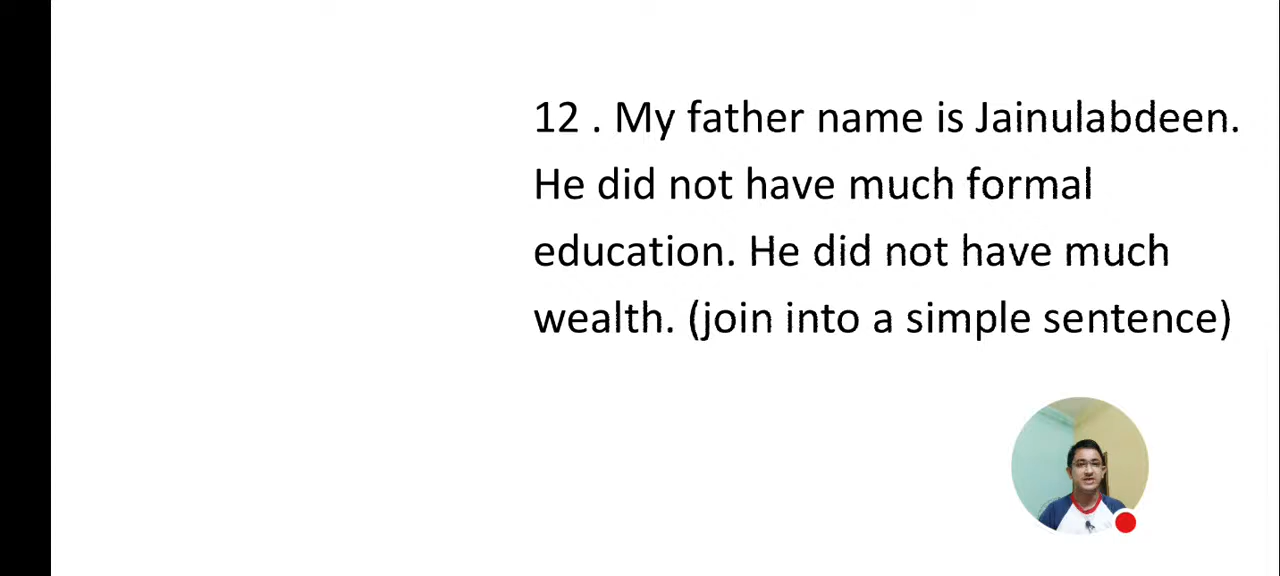 12 . My father name is Jainulabdeen.
He did not have much formal
education. He did not have much
wealth. (join into a simple sentence)